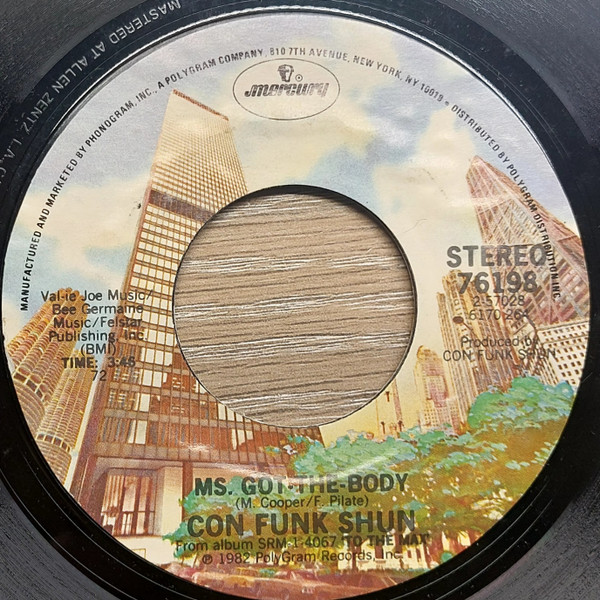 MASTERED AT ALLEN ZENTZ, L.A., C
MANUFACTURED AND MARKETED BY PHONOGRAM, INC., A POLYGRAM COMPANY, 810 7TH AVENUE, NEW YORK, NY 10019 • DISTRIBUTED BY POLYGRAM DISTRIBUTION, INC.
mercury ®
STEREO
76198
2-57028
6170 264
Produced by
CON FUNK SHUN
Val-ie Joe Music/
Bee Germaine
Music/Felstar
Publishing, Inc.
(BMI)
TIME: 3:48
72
MS. GOT-THE-BODY
(M. Cooper/F. Pilate)
CON FUNK SHUN
From album SRM-1-4067 "TO THE MAX"
℗ 1982 PolyGram Records, Inc.